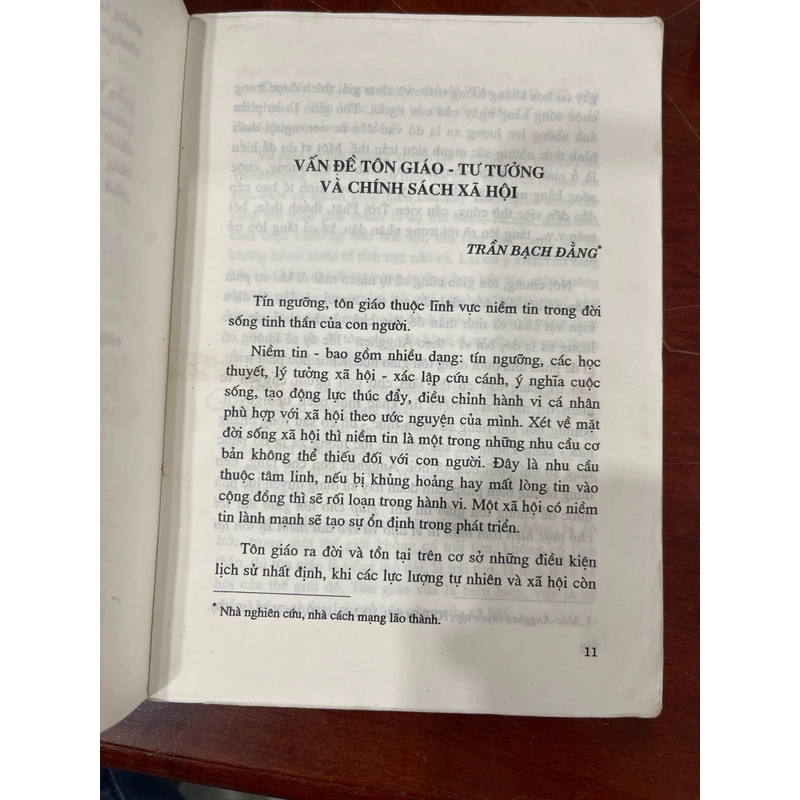 VẤN ĐỀ TÔN GIÁO - TƯ TƯỞNG
VÀ CHÍNH SÁCH XÃ HỘI
TRẦN BẠCH ĐẰNG*
Tín ngưỡng, tôn giáo thuộc lĩnh vực niềm tin trong đời
sống tinh thần của con người.
Niềm tin - bao gồm nhiều dạng: tín ngưỡng, các học
thuyết, lý tưởng xã hội - xác lập cứu cánh, ý nghĩa cuộc
sống, tạo động lực thúc đẩy, điều chỉnh hành vi cá nhân
phù hợp với xã hội theo ước nguyện của mình. Xét về mặt
đời sống xã hội thì niềm tin là một trong những nhu cầu cơ
bản không thể thiếu đối với con người. Đây là nhu cầu
thuộc tâm linh, nếu bị khủng hoảng hay mất lòng tin vào
cộng đồng thì sẽ rối loạn trong hành vi. Một xã hội có niềm
tin lành mạnh sẽ tạo sự ổn định trong phát triển.
Tôn giáo ra đời và tồn tại trên cơ sở những điều kiện
lịch sử nhất định, khi các lực lượng tự nhiên và xã hội còn
* Nhà nghiên cứu, nhà cách mạng lão thành.
11